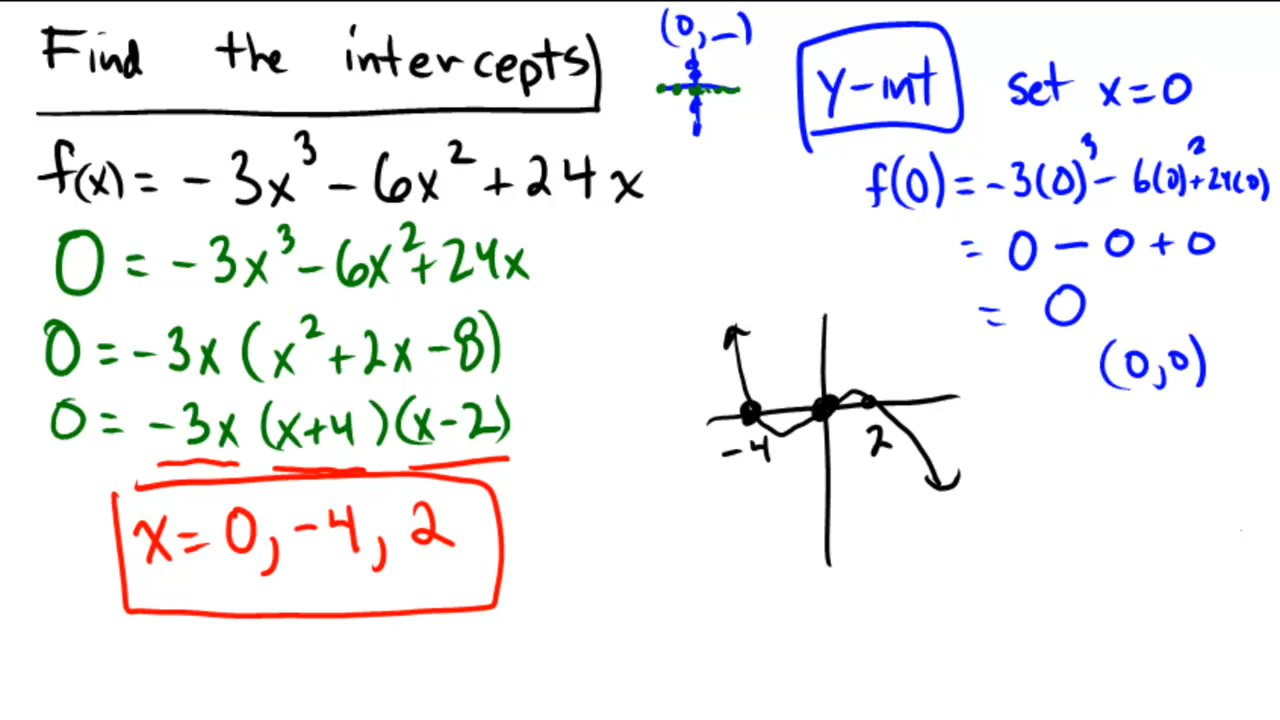 Find the intercepts
f(x) = -3x³ - 6x² + 24x
0 = -3x³ - 6x² + 24x
0 = -3x (x² + 2x - 8)
0 = -3x (x+4)(x-2)
x = 0, -4, 2
(0, -)
y-int set x = 0
f(0) = -3(0)³ - 6(0)² + 24(0)
= 0 - 0 + 0
= 0
(0,0)
-4 2